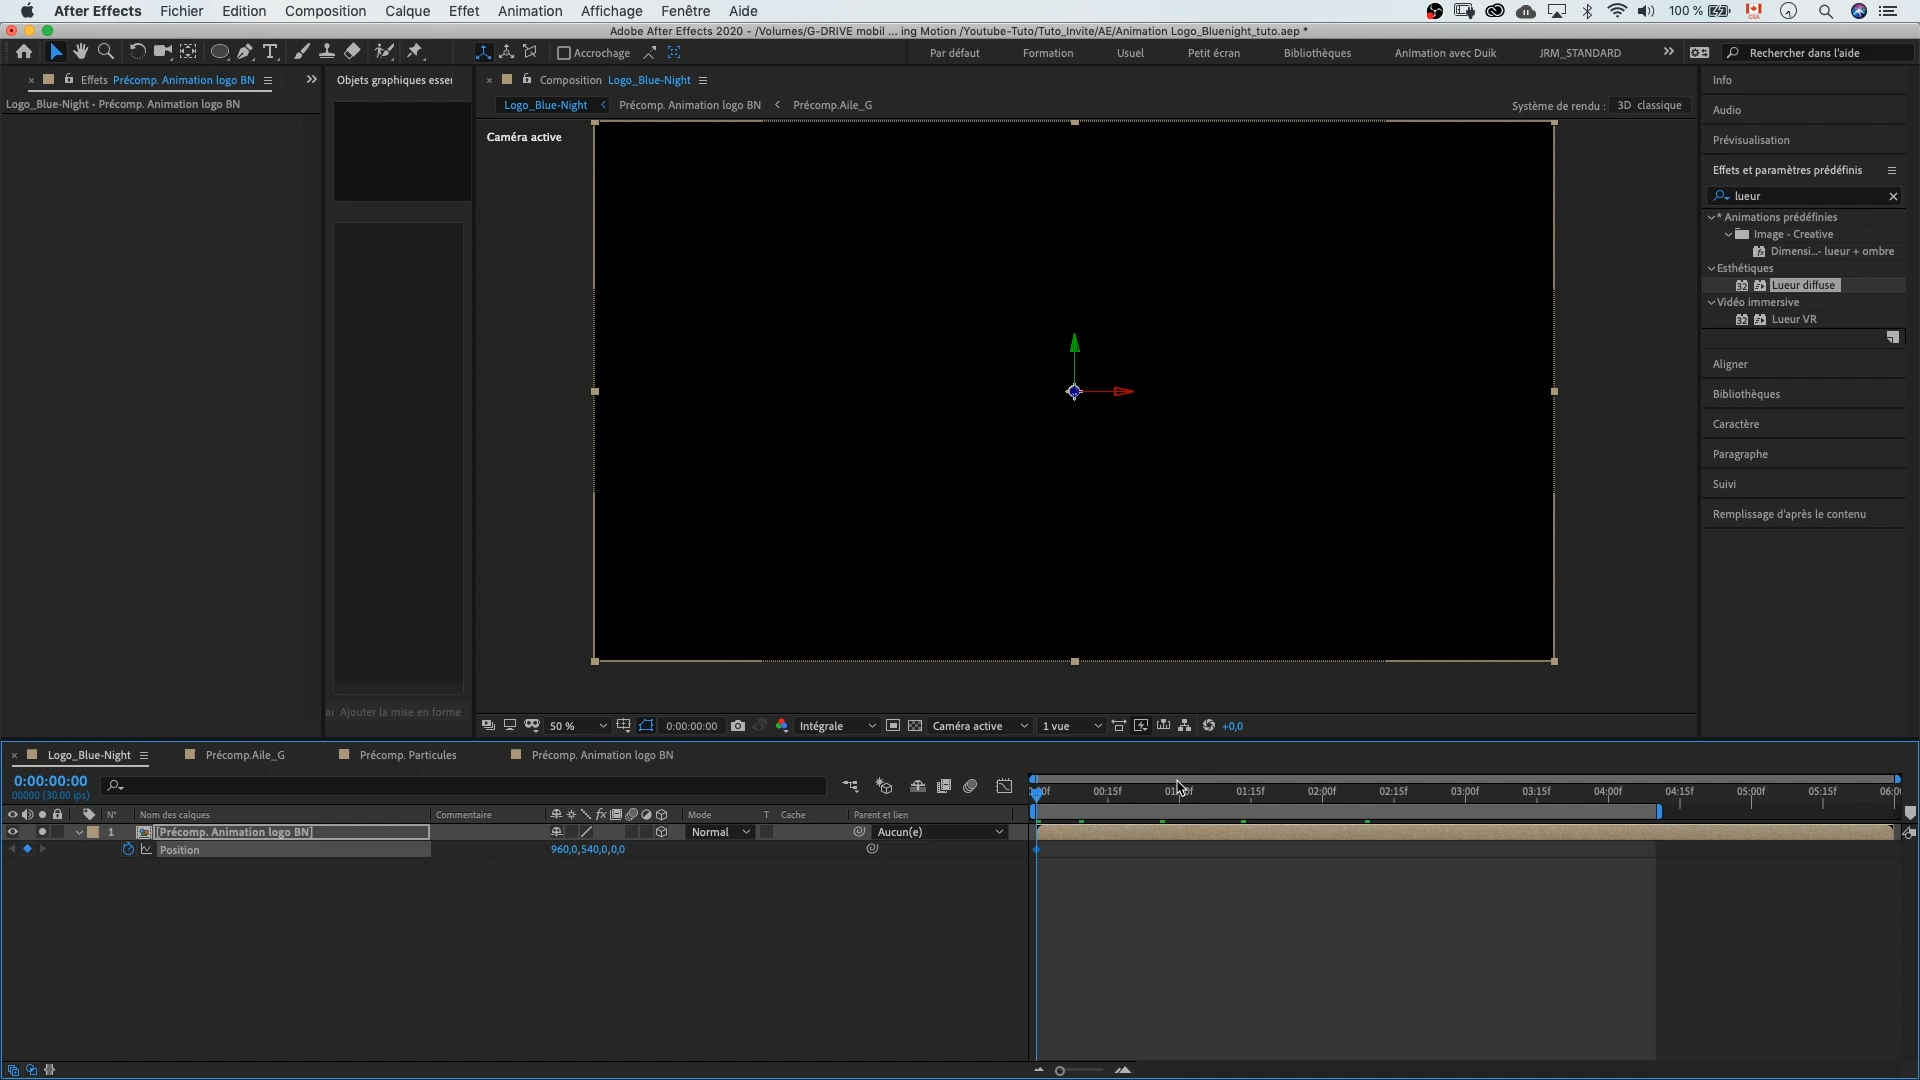 After Effects Fichier Edition Composition Calque Effet Animation Affichage Fenêtre Aide 100 %
Adobe After Effects 2020 - /Volumes/G-DRIVE mobil ... ing Motion /Youtube-Tuto/Tuto_Invite/AE/Animation Logo_Bluenight_tuto.aep *
Accrochage Par défaut Formation Usuel Petit écran Bibliothèques Animation avec Duik JRM_STANDARD Rechercher dans l'aide
Effets Précomp. Animation logo BN Objets graphiques esser Composition Logo_Blue-Night Info
Logo_Blue-Night • Précomp. Animation logo BN Logo_Blue-Night Précomp. Animation logo BN Précomp.Aile_G Système de rendu : 3D classique
Audio
Caméra active
Prévisualisation
Effets et paramètres prédéfinis
lueur
* Animations prédéfinies
Image - Creative
Dimensi...- lueur + ombre
Esthétiques
32 Lueur diffuse
Vidéo immersive
32 Lueur VR
Aligner
Bibliothèques
Caractère
Paragraphe
Suivi
Remplissage d'après le contenu
Ajouter la mise en forme
50 % 0:00:00:00 Intégrale Caméra active 1 vue +0,0
Logo_Blue-Night Précomp.Aile_G Précomp. Particules Précomp. Animation logo BN
0:00:00:00
00000 (30.00 ips)
00:15f 01:15f 02:00f 02:15f 03:00f 03:15f 04:00f 04:15f 05:00f 05:15f
N° Nom des calques Commentaire fx Mode T Cache Parent et lien
1 [Précomp. Animation logo BN] Normal Aucun(e)
Position 960,0,540,0,0,0